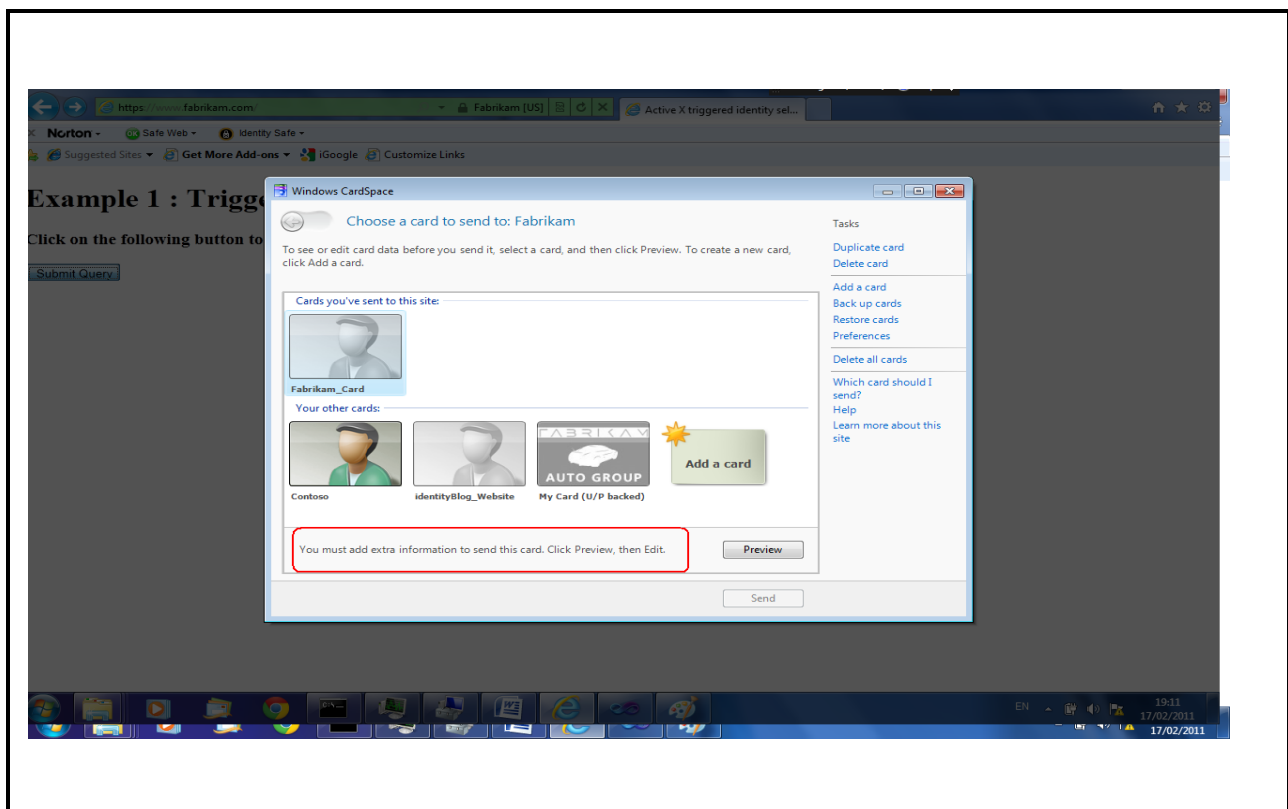 https://www.fabrikam.com/
Fabrikam [US]
Active X triggered identity sel...
Norton -
OK Safe Web
Identity Safe
Suggested Sites
Get More Add-ons
iGoogle
Customize Links
Example 1 : Trigge
Click on the following button to
Submit Query
Windows CardSpace
Choose a card to send to: Fabrikam
To see or edit card data before you send it, select a card, and then click Preview. To create a new card,
click Add a card.
Cards you've sent to this site:
Fabrikam_Card
Your other cards:
FABRIKAM
AUTO GROUP
Add a card
Contoso
identityBlog_Website
My Card (U/P backed)
You must add extra information to send this card. Click Preview, then Edit.
Preview
Send
Tasks
Duplicate card
Delete card
Add a card
Back up cards
Restore cards
Preferences
Delete all cards
Which card should I
send?
Help
Learn more about this
site
EN
19:11
17/02/2011
17/02/2011